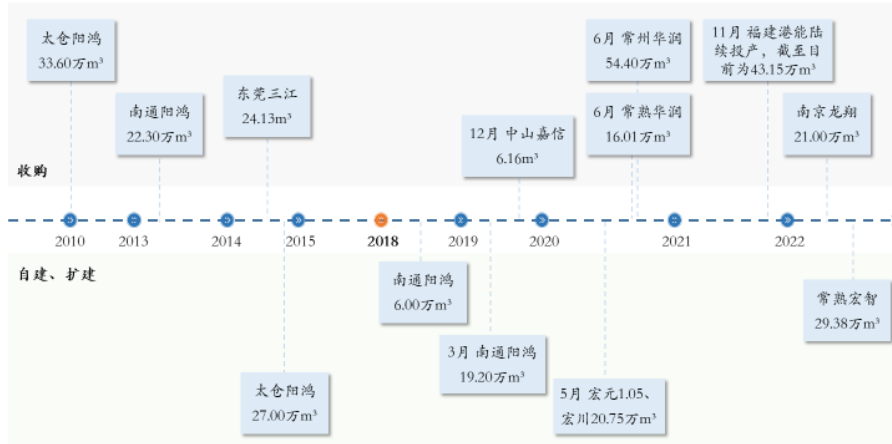 太仓阳鸿
33.60万m³
南通阳鸿
22.30万m³
东莞三江
24.13m³
12月 中山嘉信
6.16m³
6月 常州华润
54.40万m³
6月 常熟华润
16.01万m³
11月 福建港能陆
续投产，截至目
前为43.15万m³
南京龙翔
21.00万m³
收购
2010
2013
2014
2015
2018
2019
2020
2021
2022
自建、扩建
太仓阳鸿
27.00万m³
南通阳鸿
6.00万m³
3月 南通阳鸿
19.20万m³
5月 宏元1.05、
宏川20.75万m³
常熟宏智
29.38万m³